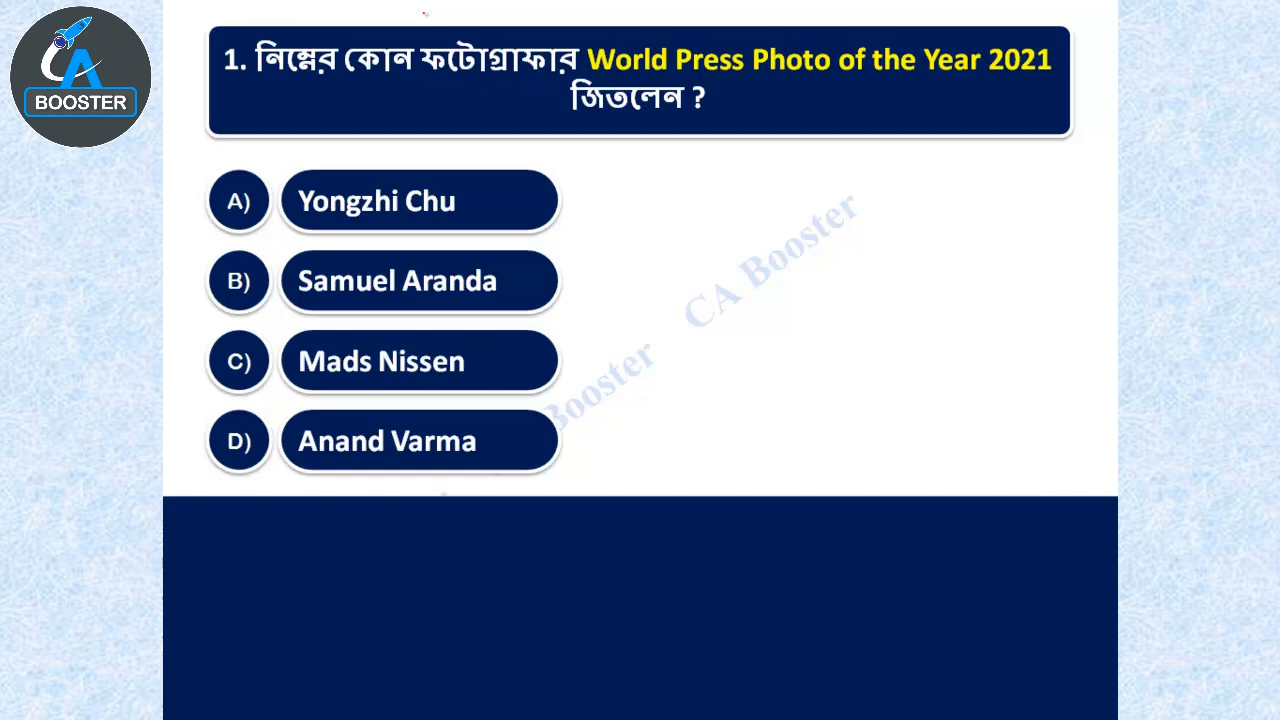 A
BOOSTER
1. নিম্নের কোন ফটোগ্রাফার World Press Photo of the Year 2021
জিতলেন ?
A) Yongzhi Chu
B) Samuel Aranda
C) Mads Nissen
D) Anand Varma
CA Booster
Booster